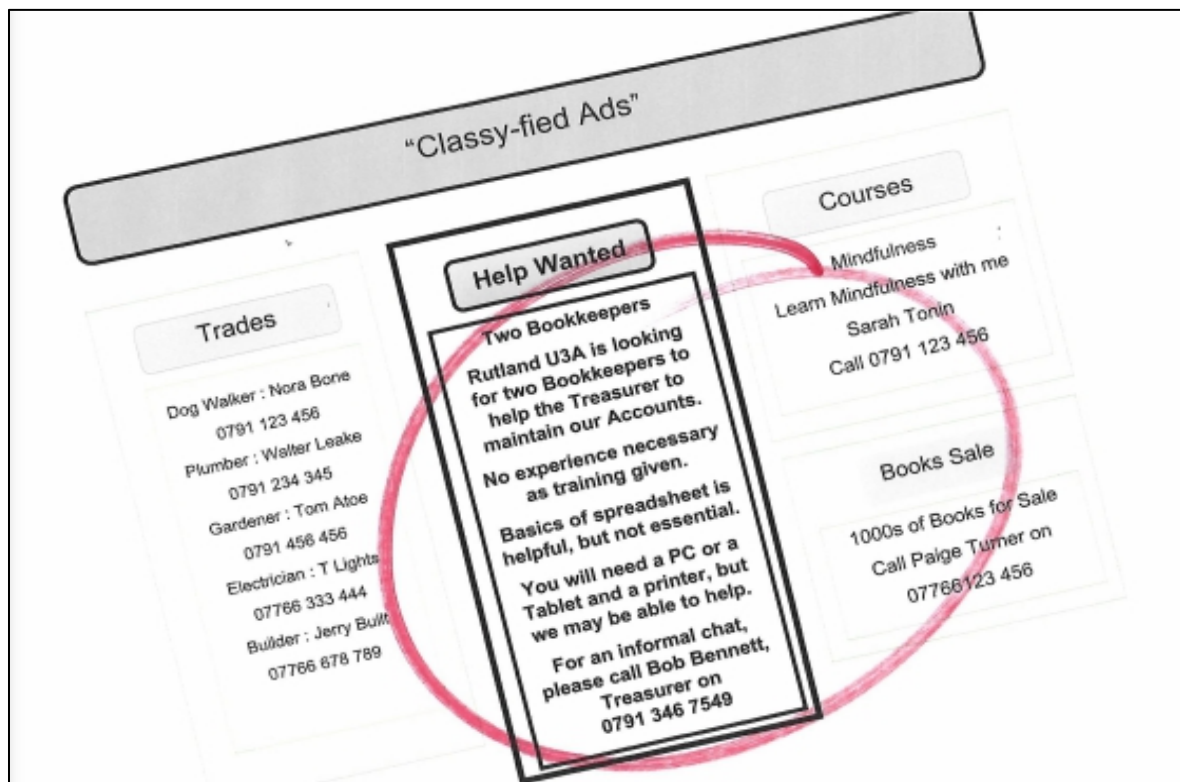 “Classy-fied Ads”
Trades
Dog Walker : Nora Bone
0791 123 456
Plumber : Walter Leake
0791 234 345
Gardener : Tom Atoe
0791 456 456
Electrician : T Lights
07766 333 444
Builder : Jerry Built
07766 678 789
Help Wanted
Two Bookkeepers
Rutland U3A is looking
for two Bookkeepers to
help the Treasurer to
maintain our Accounts.
No experience necessary
as training given.
Basics of spreadsheet is
helpful, but not essential.
You will need a PC or a
Tablet and a printer, but
we may be able to help.
For an informal chat,
please call Bob Bennett,
Treasurer on
0791 346 7549
Courses
Mindfulness
Learn Mindfulness with me
Sarah Tonin
Call 0791 123 456
Books Sale
1000s of Books for Sale
Call Paige Turner on
07766123 456